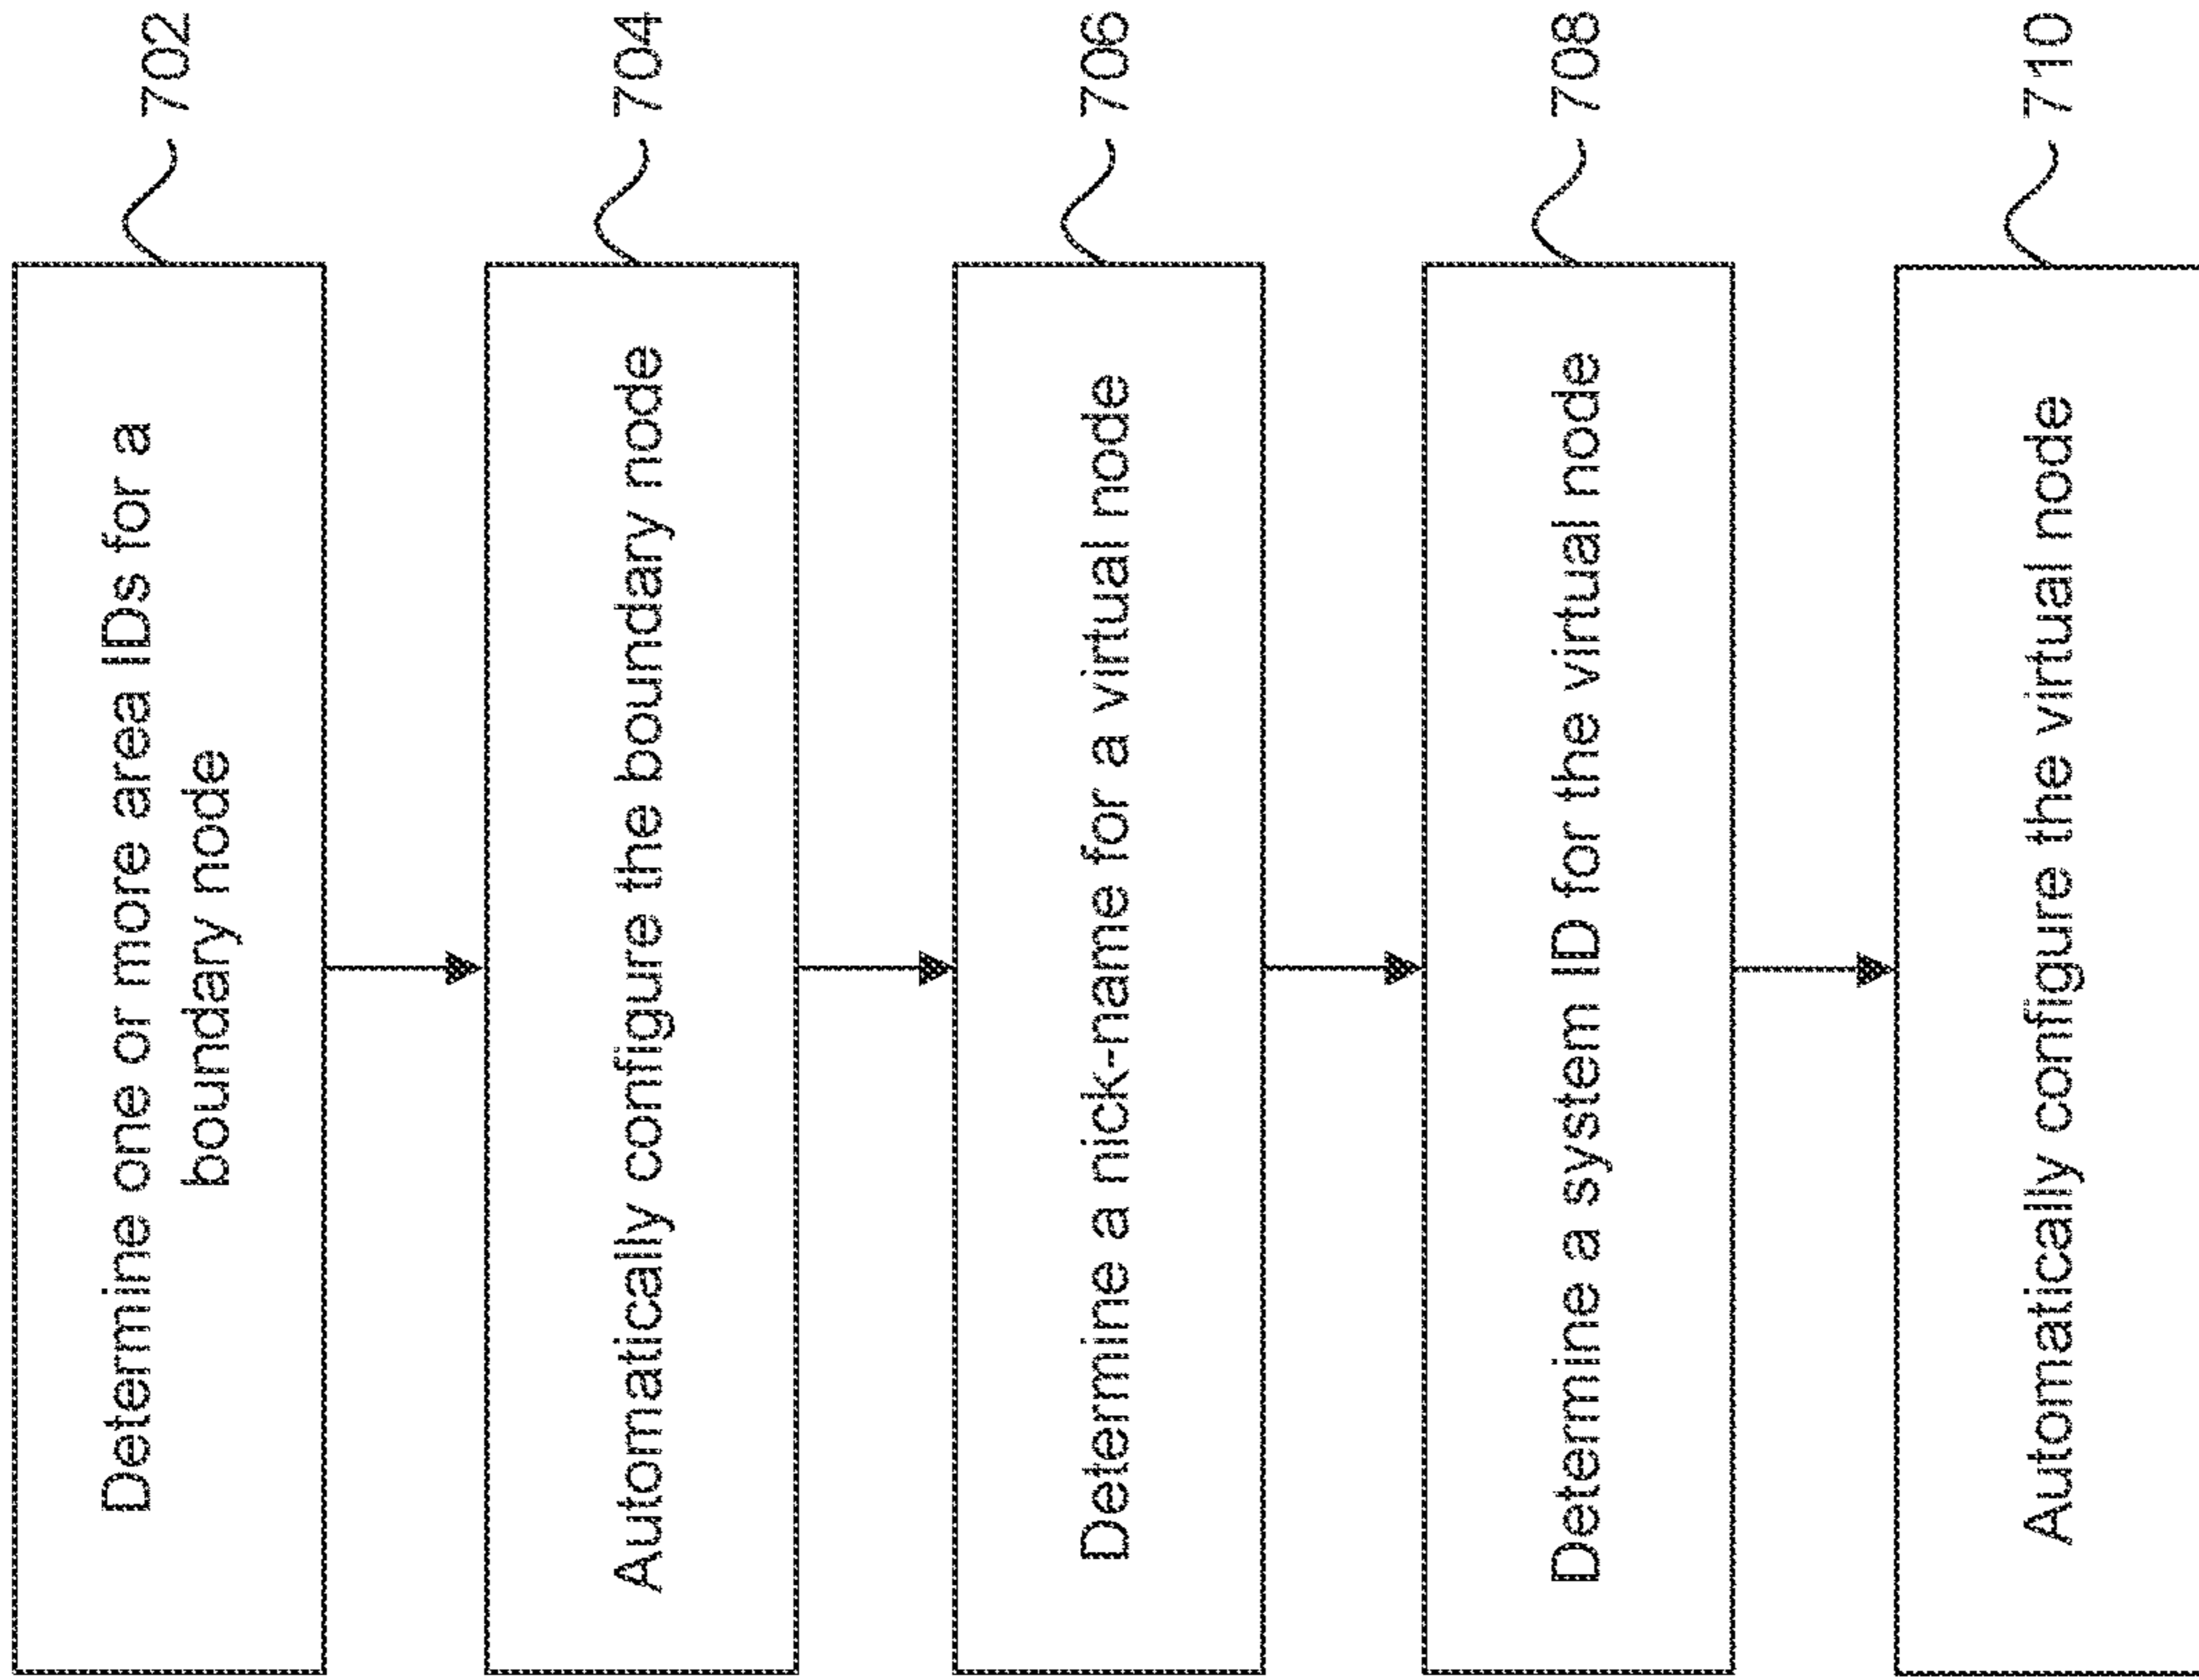 Determine one or more area IDs for a
boundary node
702
Automatically configure the boundary node
704
Determine a nick-name for a virtual node
706
Determine a system ID for the virtual node
708
Automatically configure the virtual node
710